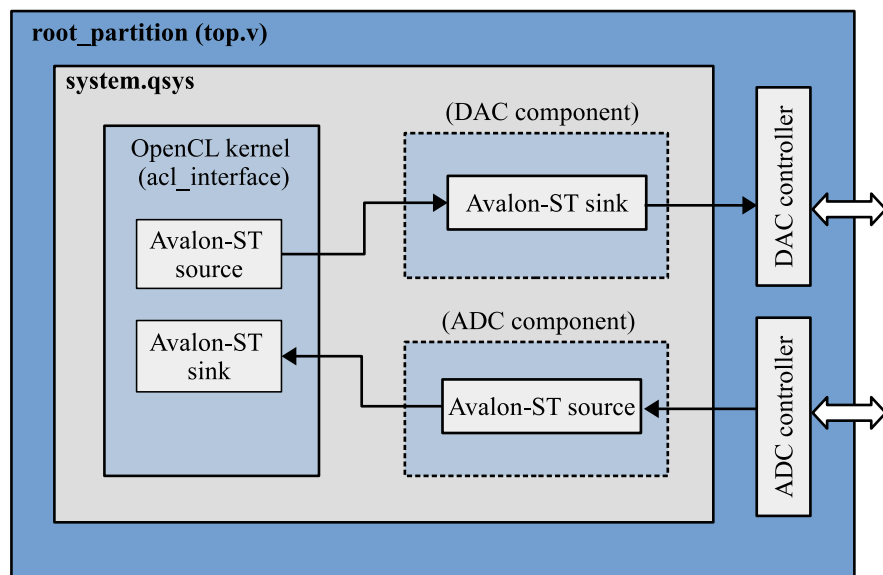 root_partition (top.v)
system.qsys
OpenCL kernel
(acl_interface)
Avalon-ST
source
Avalon-ST
sink
(DAC component)
Avalon-ST sink
(ADC component)
Avalon-ST source
DAC controller
ADC controller